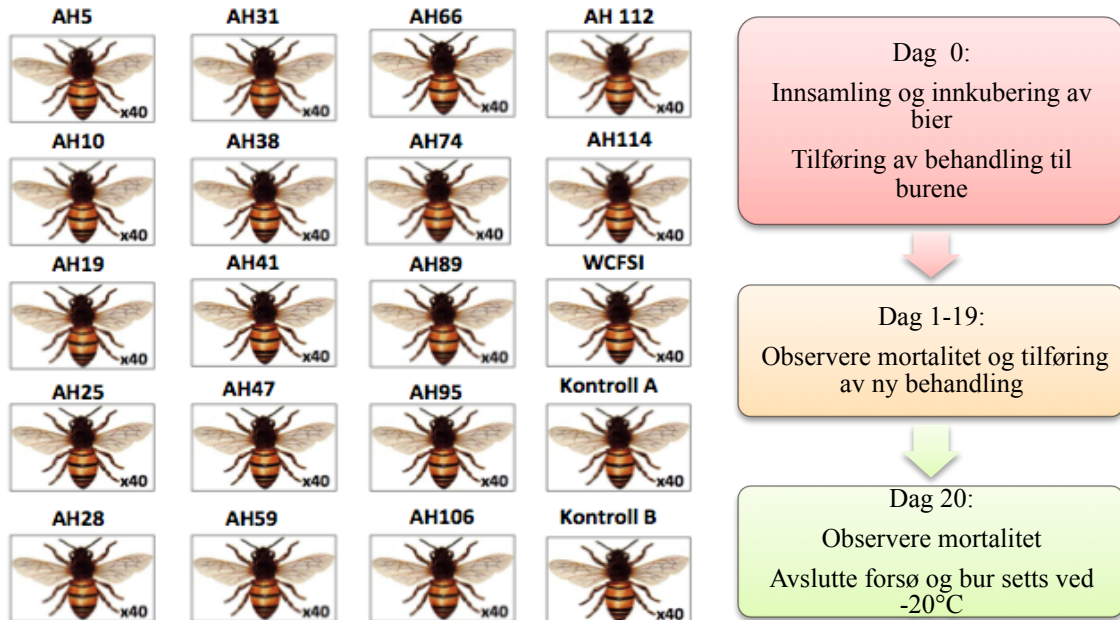 AH5 AH31 AH66 AH 112
x40 x40 x40 x40
AH10 AH38 AH74 AH114
x40 x40 x40 x40
AH19 AH41 AH89 WCFSI
x40 x40 x40 x40
AH25 AH47 AH95 Kontroll A
x40 x40 x40 x40
AH28 AH59 AH106 Kontroll B
x40 x40 x40 x40
Dag 0:
Innsamling og innkubering av
bier
Tilføring av behandling til
burene
Dag 1-19:
Observere mortalitet og tilføring
av ny behandling
Dag 20:
Observere mortalitet
Avslutte forsø og bur setts ved
-20°C